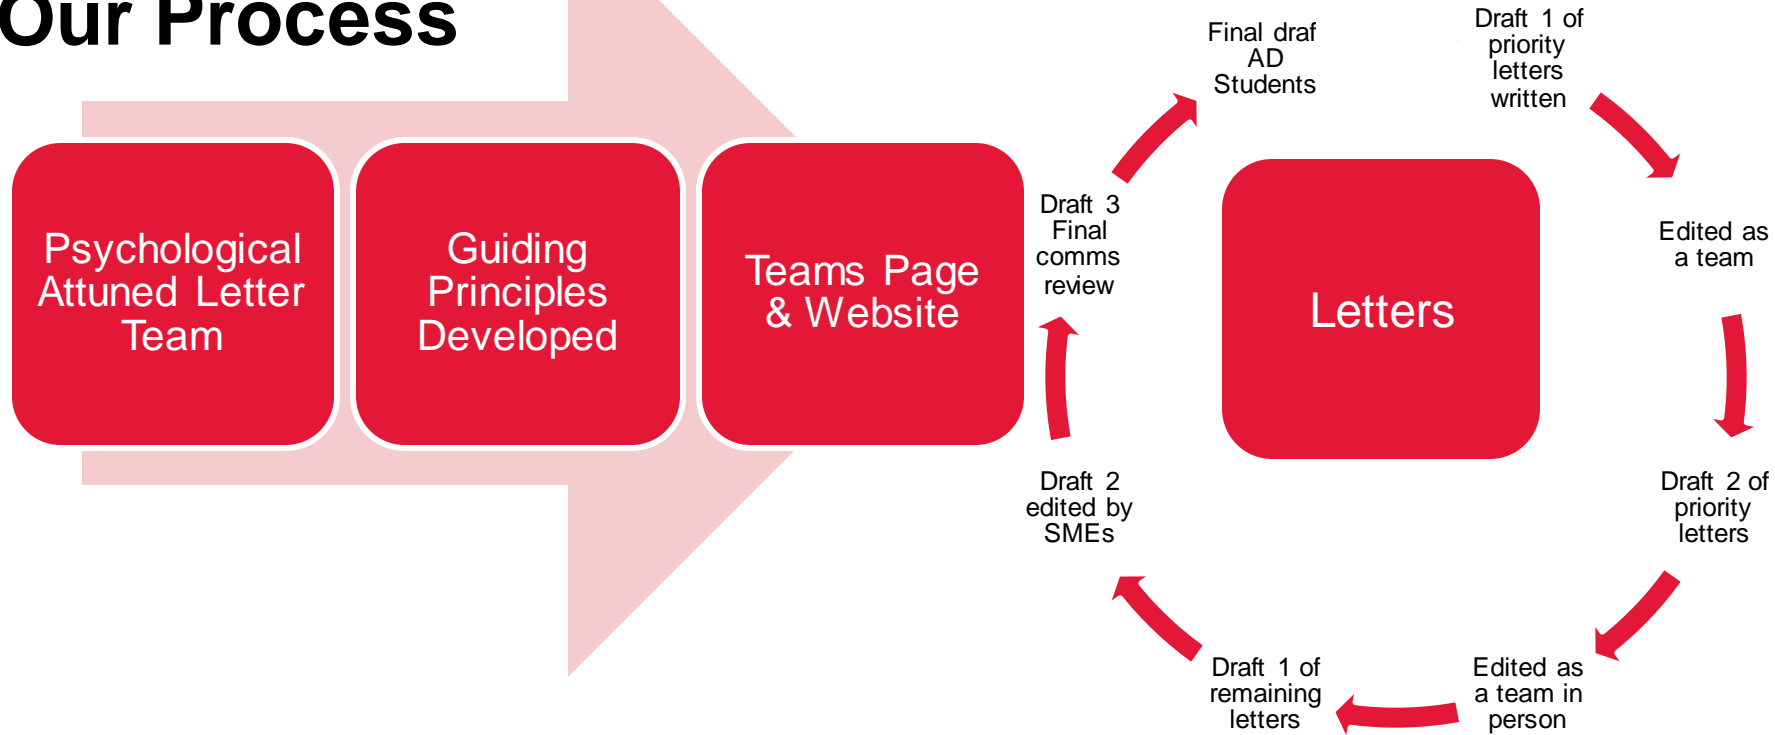 Our Process
Psychological
Attuned Letter
Team
Guiding
Principles
Developed
Teams Page
& Website
Letters
Draft 1 of
priority
letters
written
Edited as
a team
Draft 2 of
priority
letters
Edited as
a team in
person
Draft 1 of
remaining
letters
Draft 2
edited by
SMEs
Draft 3
Final
comms
review
Final draf
AD
Students